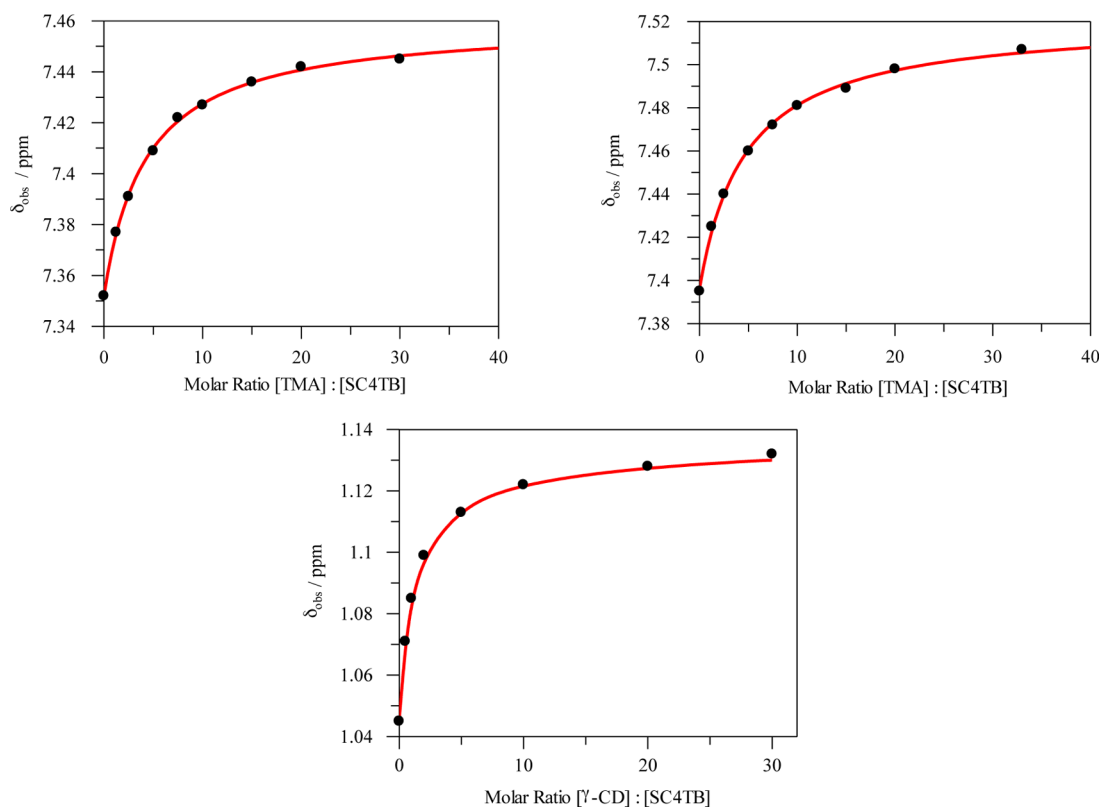 7.46
7.44
7.42
7.4
7.38
7.36
7.34
δobs / ppm
0 10 20 30 40
Molar Ratio [TMA] : [SC4TB]
7.52
7.5
7.48
7.46
7.44
7.42
7.4
7.38
δobs / ppm
0 10 20 30 40
Molar Ratio [TMA] : [SC4TB]
1.14
1.12
1.1
1.08
1.06
1.04
δobs / ppm
0 10 20 30
Molar Ratio [γ-CD] : [SC4TB]